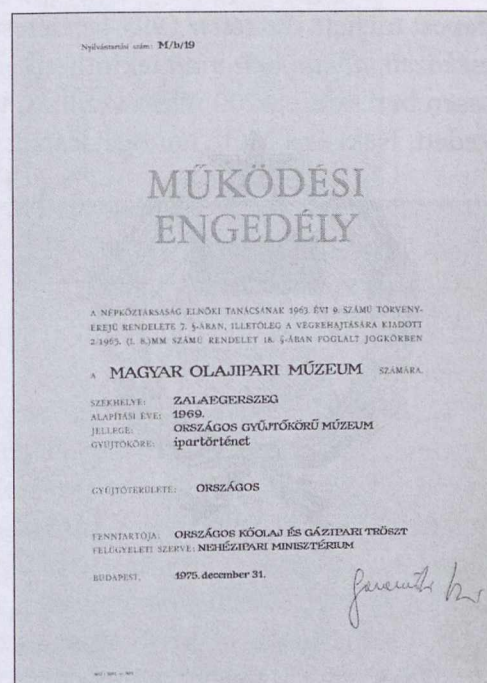 Nyilvántartási szám: M/b/19
MŰKÖDÉSI
ENGEDÉLY
A NÉPKÖZTÁRSASÁG ELNÖKI TANÁCSÁNAK 1963. ÉVI 9. SZÁMÚ TÖRVÉNY-
EREJŰ RENDELETE 7. §-ÁBAN, ILLETŐLEG A VÉGREHAJTÁSÁRA KIADOTT
2/1965. (I. 8.)MM SZÁMÚ RENDELET 18. §-ÁBAN FOGLALT JOGKÖRBEN
A MAGYAR OLAJIPARI MÚZEUM SZÁMÁRA.
SZÉKHELYE: ZALAEGERSZEG
ALAPÍTÁSI ÉVE: 1969.
JELLEGE: ORSZÁGOS GYŰJTŐKÖRŰ MÚZEUM
GYŰJTŐKÖRE: ipartörténet
GYŰJTŐTERÜLETE: ORSZÁGOS
FENNTARTÓJA: ORSZÁGOS KŐOLAJ ÉS GÁZIPARI TRÖSZT
FELÜGYELETI SZERVE: NEHÉZIPARI MINISZTÉRIUM
BUDAPEST, 1975. december 31.